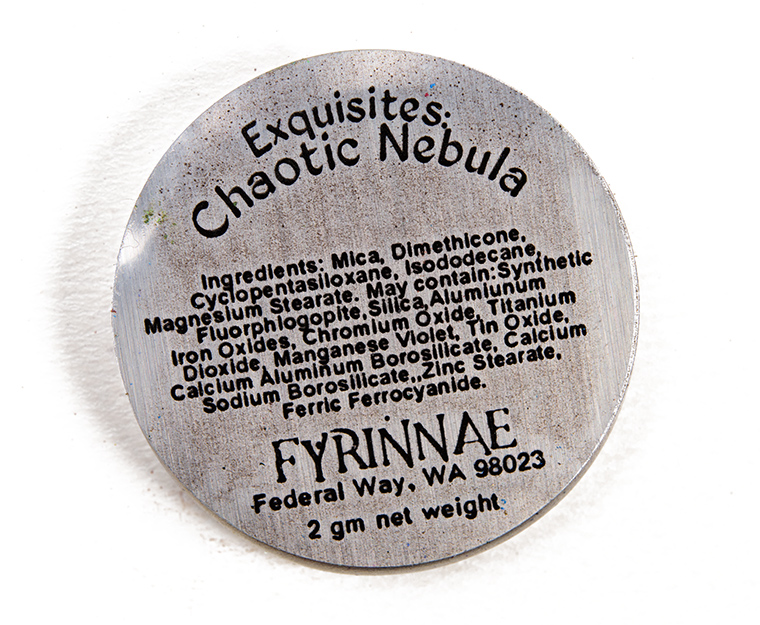 Exquisites:
Chaotic Nebula
Ingredients: Mica, Dimethicone,
Cyclopentasiloxane, Isododecane,
Magnesium Stearate. May contain:Synthetic
Fluorphlogopite,Silica,Alumiunum
Iron Oxides, Chromium Oxide, Titanium
Dioxide, Manganese Violet, Tin Oxide,
Calcium Aluminum Borosilicate, Calcium
Sodium Borosilicate,,Zinc Stearate,
Ferric Ferrocyanide.
FYRINNAE
Federal Way, WA 98023
2 gm net weight